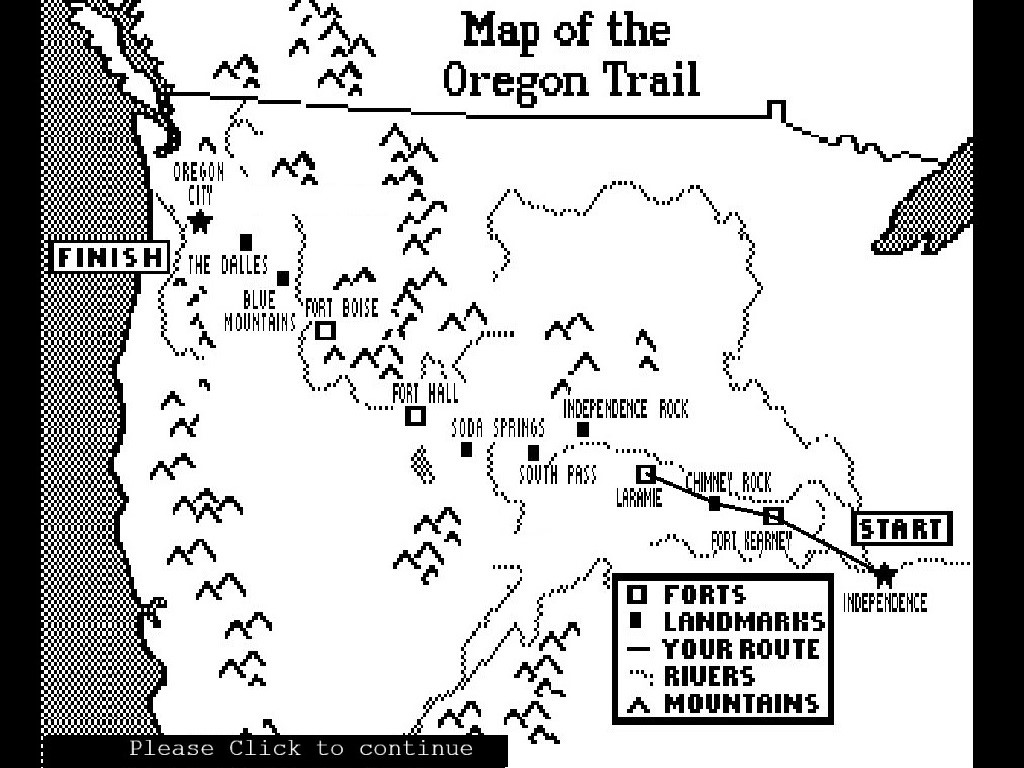 Map of the
Oregon Trail
OREGON
CITY
FINISH
THE DALLES
BLUE
MOUNTAINS
FORT BOISE
FORT HALL
SODA SPRINGS
INDEPENDENCE ROCK
SOUTH PASS
LARAMIE
CHIMNEY ROCK
FORT KEARNEY
START
INDEPENDENCE
FORTS
LANDMARKS
YOUR ROUTE
RIVERS
MOUNTAINS
Please Click to continue